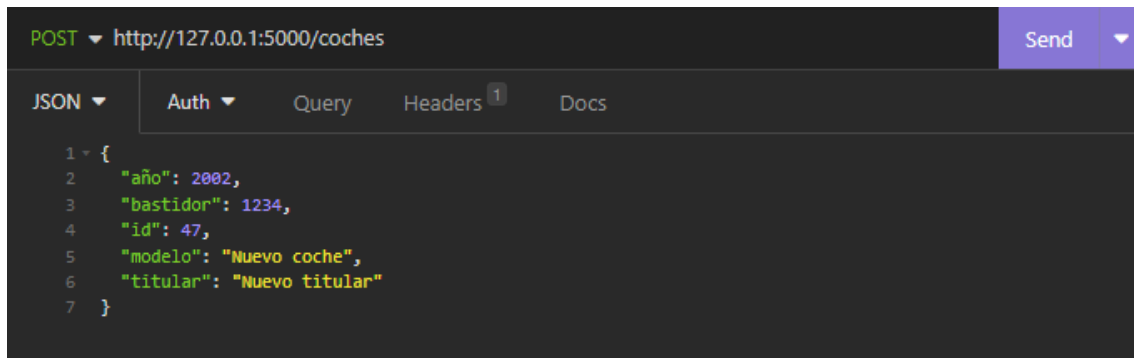 POST http://127.0.0.1:5000/coches Send
JSON Auth Query Headers 1 Docs
1 {
2 "año": 2002,
3 "bastidor": 1234,
4 "id": 47,
5 "modelo": "Nuevo coche",
6 "titular": "Nuevo titular"
7 }